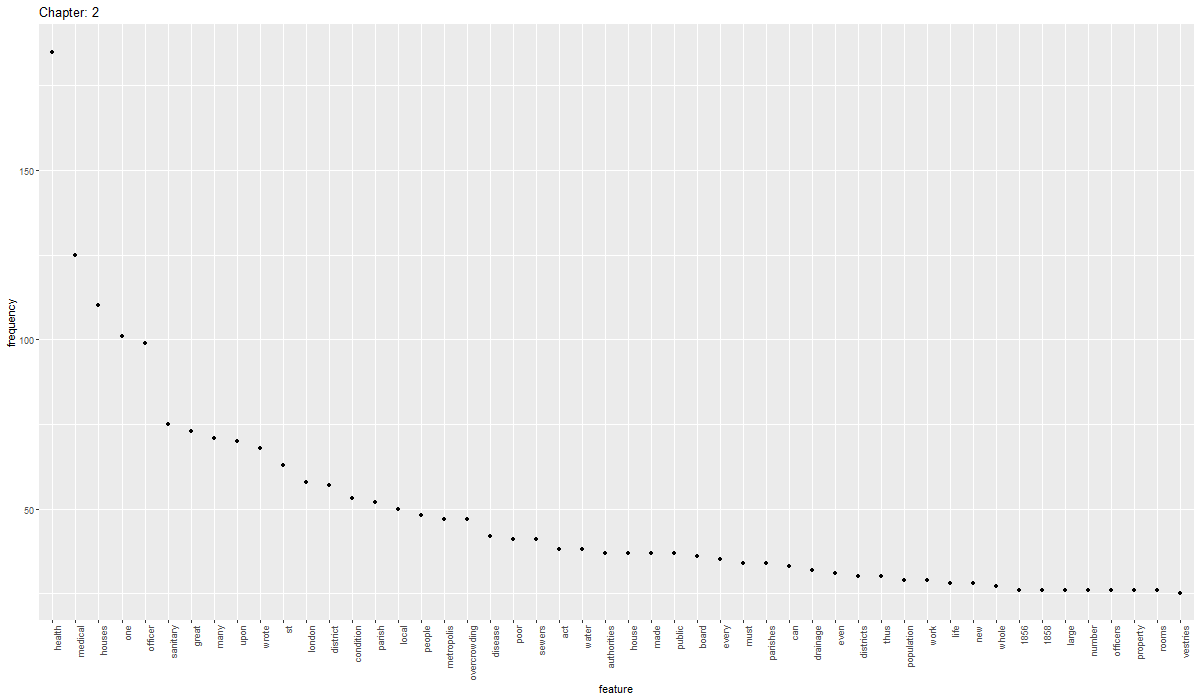 Chapter: 2
frequency
150
100
50
health
medical
houses
one
officer
sanitary
great
many
upon
wrote
st
london
district
condition
parish
local
people
metropolis
overcrowding
disease
poor
sewers
act
water
authorities
house
made
public
board
every
must
parishes
can
drainage
even
districts
thus
population
work
life
new
whole
1856
1858
large
number
officers
property
rooms
vestries
feature